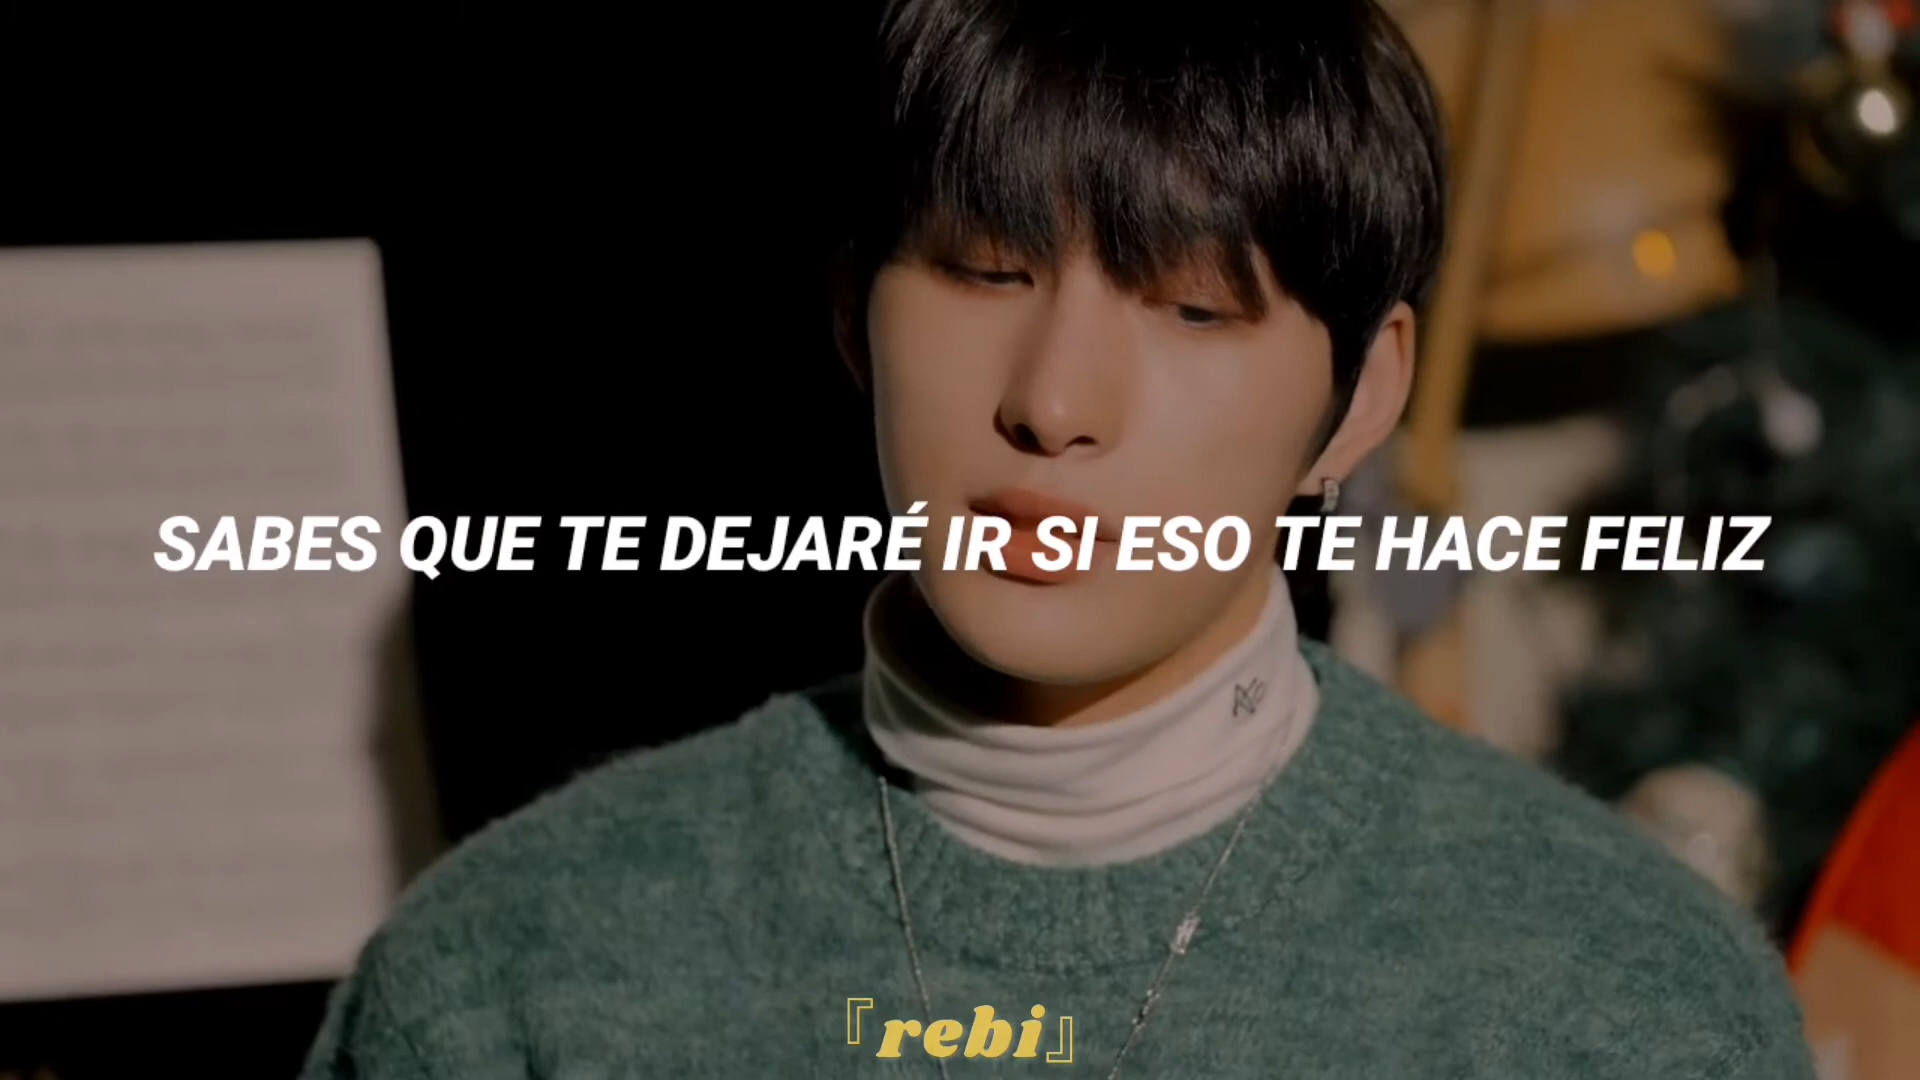 SABES QUE TE DEJARÉ IR SI ESO TE HACE FELIZ
『rebi』